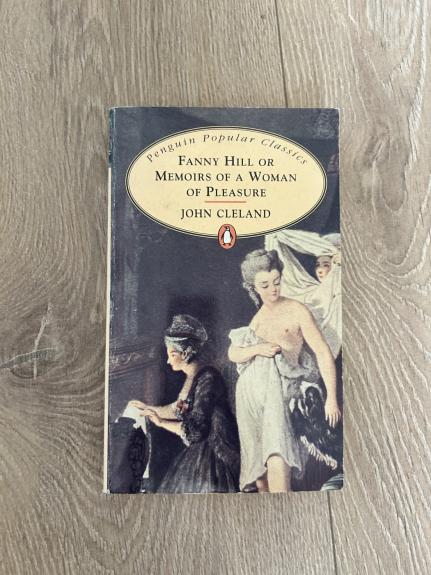 Penguin Popular Classics
FANNY HILL OR
MEMOIRS OF A WOMAN
OF PLEASURE
JOHN CLELAND